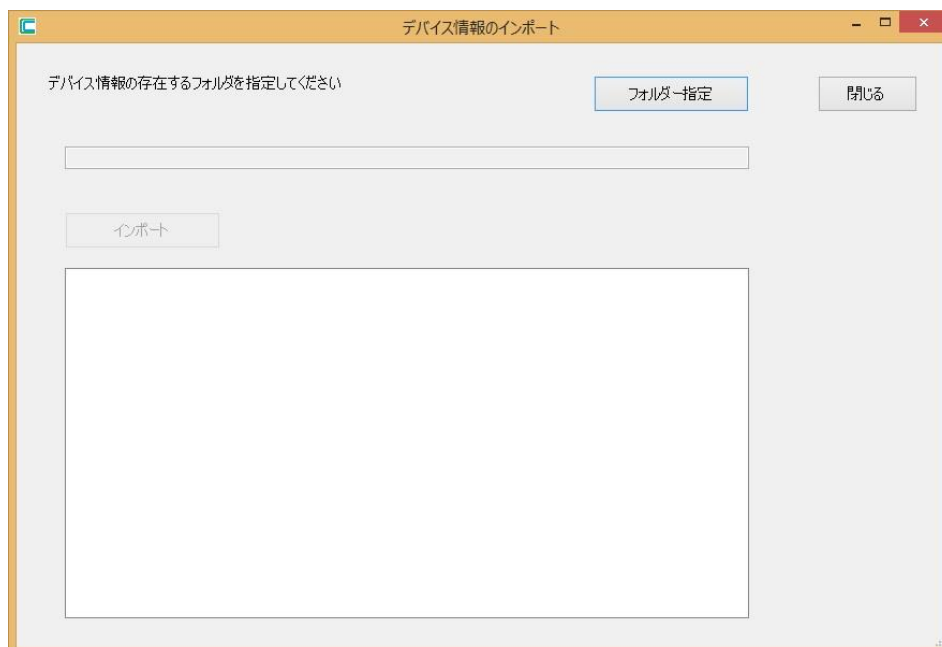 デバイス情報のインポート
デバイス情報の存在するフォルダを指定してください
フォルダー指定
閉じる
インポート